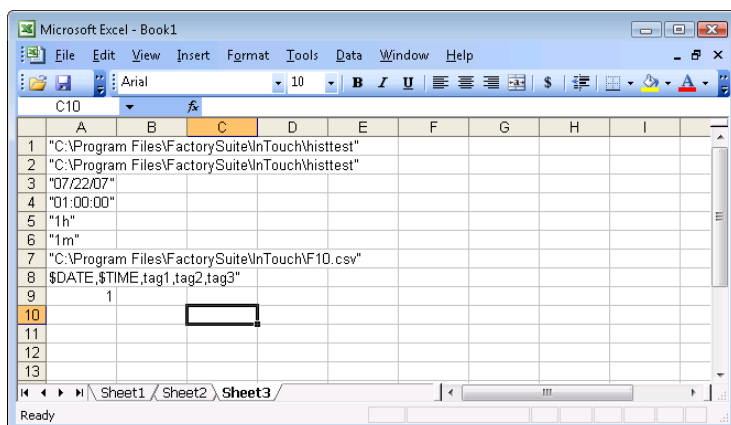 Microsoft Excel - Book1
File Edit View Insert Format Tools Data Window Help
Arial 10 B I U $ A
C10 fx
A B C D E F G H I
1 "C:\Program Files\FactorySuite\InTouch\histtest"
2 "C:\Program Files\FactorySuite\InTouch\histtest"
3 "07/22/07"
4 "01:00:00"
5 "1h"
6 "1m"
7 "C:\Program Files\FactorySuite\InTouch\F10.csv"
8 $DATE,$TIME,tag1,tag2,tag3"
9 1
10
11
12
13
Sheet1 Sheet2 Sheet3
Ready